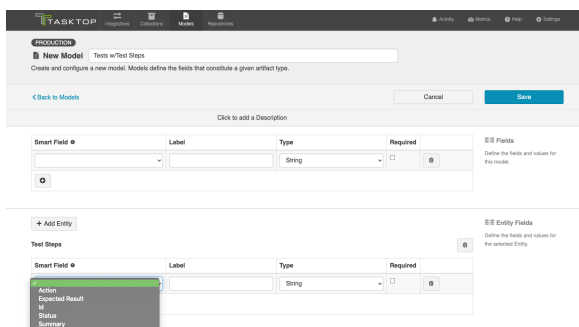 TASKTOP
Integrations
Collections
Models
Repositories
Activity
Metrics
Help
Settings
PRODUCTION
New Model
Tests w/Test Steps
Create and configure a new model. Models define the fields that constitute a given artifact type.
Back to Models
Cancel
Save
Click to add a Description
Smart Field Label Type Required
String
Fields
Define the fields and values for
this model.
+ Add Entity
Test Steps
Entity Fields
Define the fields and values for
the selected Entity.
Smart Field Label Type Required
String
Action
Expected Result
Id
Status
Summary